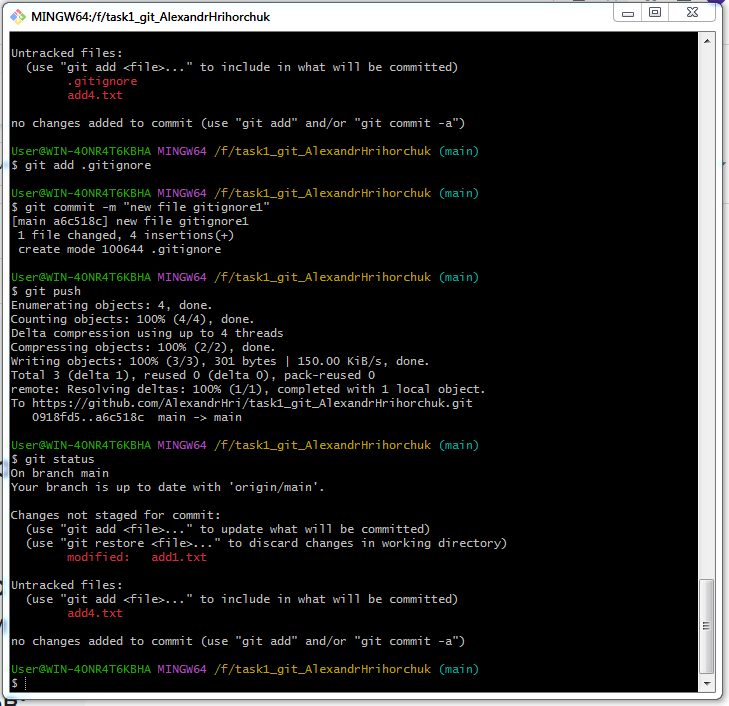 MINGW64:/f/task1_git_AlexandrHrihorchuk
Untracked files:
  (use "git add <file>..." to include in what will be committed)
        .gitignore
        add4.txt
no changes added to commit (use "git add" and/or "git commit -a")
User@WIN-4ONR4T6KBHA MINGW64 /f/task1_git_AlexandrHrihorchuk (main)
$ git add .gitignore
User@WIN-4ONR4T6KBHA MINGW64 /f/task1_git_AlexandrHrihorchuk (main)
$ git commit -m "new file gitignore1"
[main a6c518c] new file gitignore1
 1 file changed, 4 insertions(+)
 create mode 100644 .gitignore
User@WIN-4ONR4T6KBHA MINGW64 /f/task1_git_AlexandrHrihorchuk (main)
$ git push
Enumerating objects: 4, done.
Counting objects: 100% (4/4), done.
Delta compression using up to 4 threads
Compressing objects: 100% (2/2), done.
Writing objects: 100% (3/3), 301 bytes | 150.00 KiB/s, done.
Total 3 (delta 1), reused 0 (delta 0), pack-reused 0
remote: Resolving deltas: 100% (1/1), completed with 1 local object.
To https://github.com/AlexandrHri/task1_git_AlexandrHrihorchuk.git
   0918fd5..a6c518c  main -> main
User@WIN-4ONR4T6KBHA MINGW64 /f/task1_git_AlexandrHrihorchuk (main)
$ git status
On branch main
Your branch is up to date with 'origin/main'.
Changes not staged for commit:
  (use "git add <file>..." to update what will be committed)
  (use "git restore <file>..." to discard changes in working directory)
        modified:   add1.txt
Untracked files:
  (use "git add <file>..." to include in what will be committed)
        add4.txt
no changes added to commit (use "git add" and/or "git commit -a")
User@WIN-4ONR4T6KBHA MINGW64 /f/task1_git_AlexandrHrihorchuk (main)
$